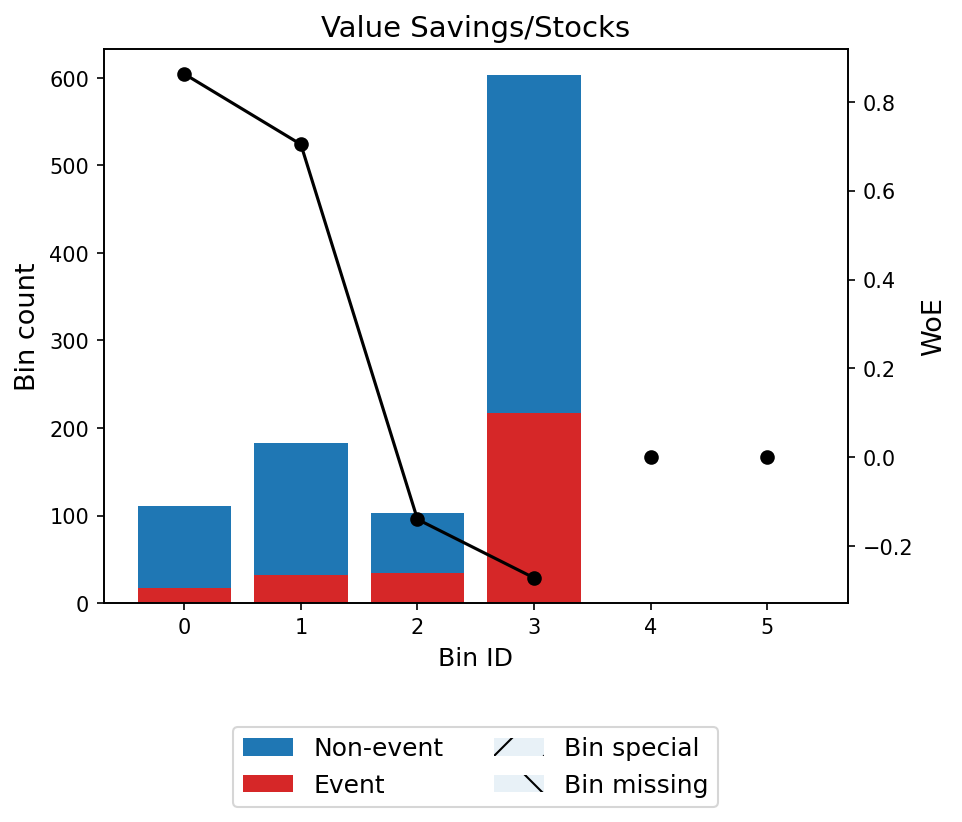 Value Savings/Stocks
600
500
400
300
200
100
0
Bin count
0.8
0.6
0.4
0.2
0.0
−0.2
WoE
0 1 2 3 4 5
Bin ID
Non-event
Event
Bin special
Bin missing